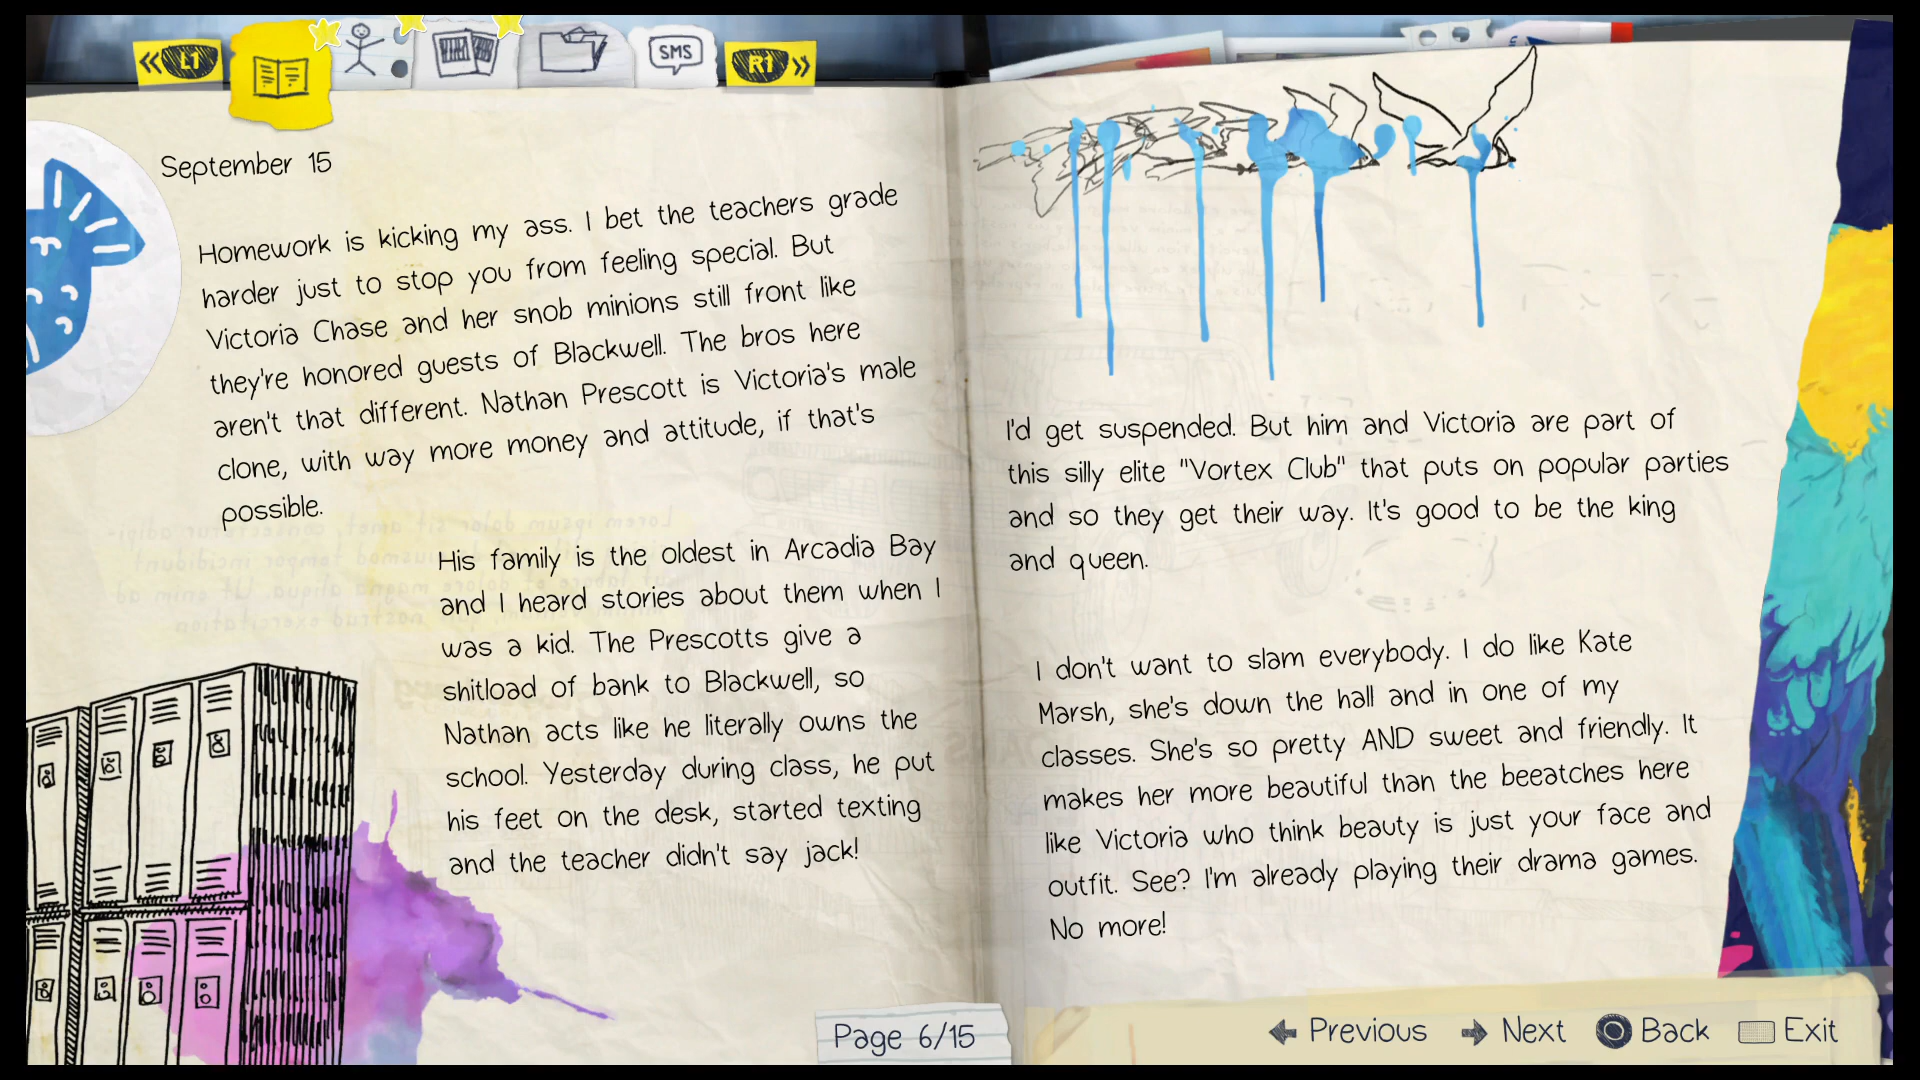 L1
SMS
R1
September 15
Homework is kicking my ass. I bet the teachers grade
harder just to stop you from feeling special. But
Victoria Chase and her snob minions still front like
they're honored guests of Blackwell. The bros here
aren't that different. Nathan Prescott is Victoria's male
clone, with way more money and attitude, if that's
possible.
His family is the oldest in Arcadia Bay
and I heard stories about them when I
was a kid. The Prescotts give a
shitload of bank to Blackwell, so
Nathan acts like he literally owns the
school. Yesterday during class, he put
his feet on the desk, started texting
and the teacher didn't say jack!
I'd get suspended. But him and Victoria are part of
this silly elite "Vortex Club" that puts on popular parties
and so they get their way. It's good to be the king
and queen.
I don't want to slam everybody. I do like Kate
Marsh, she's down the hall and in one of my
classes. She's so pretty AND sweet and friendly. It
makes her more beautiful than the beeatches here
like Victoria who think beauty is just your face and
outfit. See? I'm already playing their drama games.
No more!
Page 6/15
Previous
Next
Back
Exit